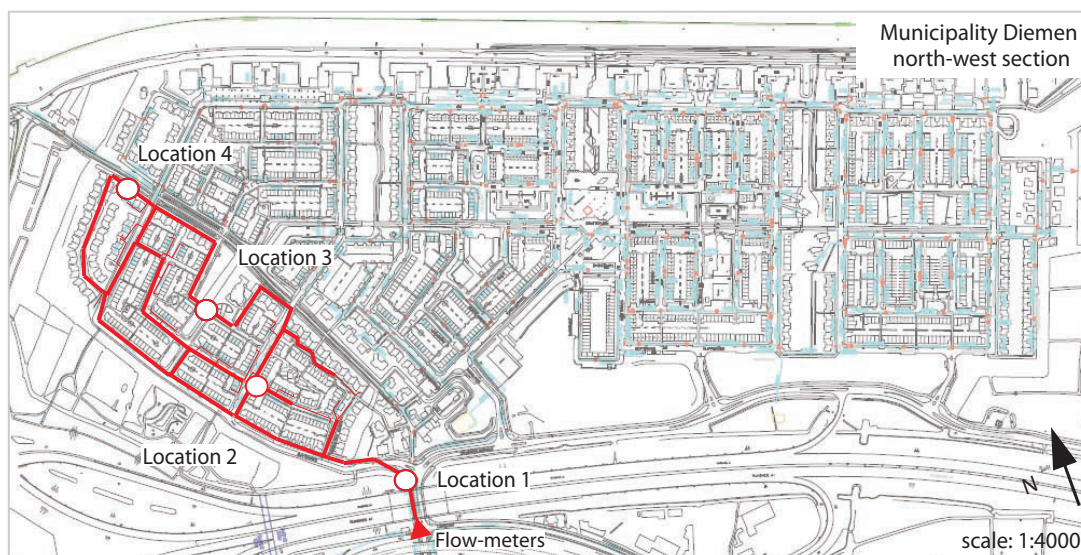 Municipality Diemen
north-west section
Location 4
Location 3
Location 2
Location 1
Flow-meters
N
scale: 1:4000